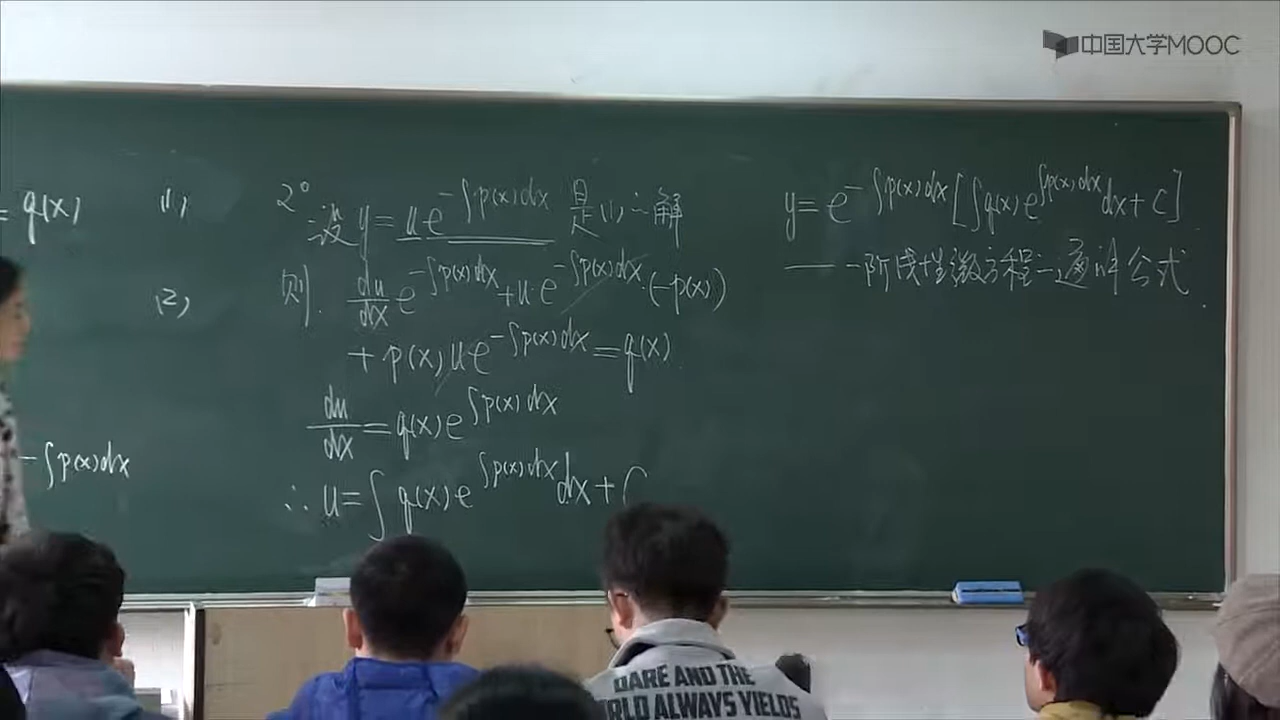 中国大学MOOC
= q(x) (1)
(2)
-∫p(x)dx
2° 设 y = u e^{-∫p(x)dx} 是(1)之解
则. du/dx e^{-∫p(x)dx} + u·e^{-∫p(x)dx}·(-p(x))
+ p(x) u e^{-∫p(x)dx} = q(x)
du/dx = q(x) e^{∫p(x)dx}
∴ u = ∫ q(x) e^{∫p(x)dx} dx + C
y = e^{-∫p(x)dx} [∫q(x) e^{∫p(x)dx} dx + C]
—— 一阶线性微方程之通解公式
DARE AND THE
RLD ALWAYS YIELDS